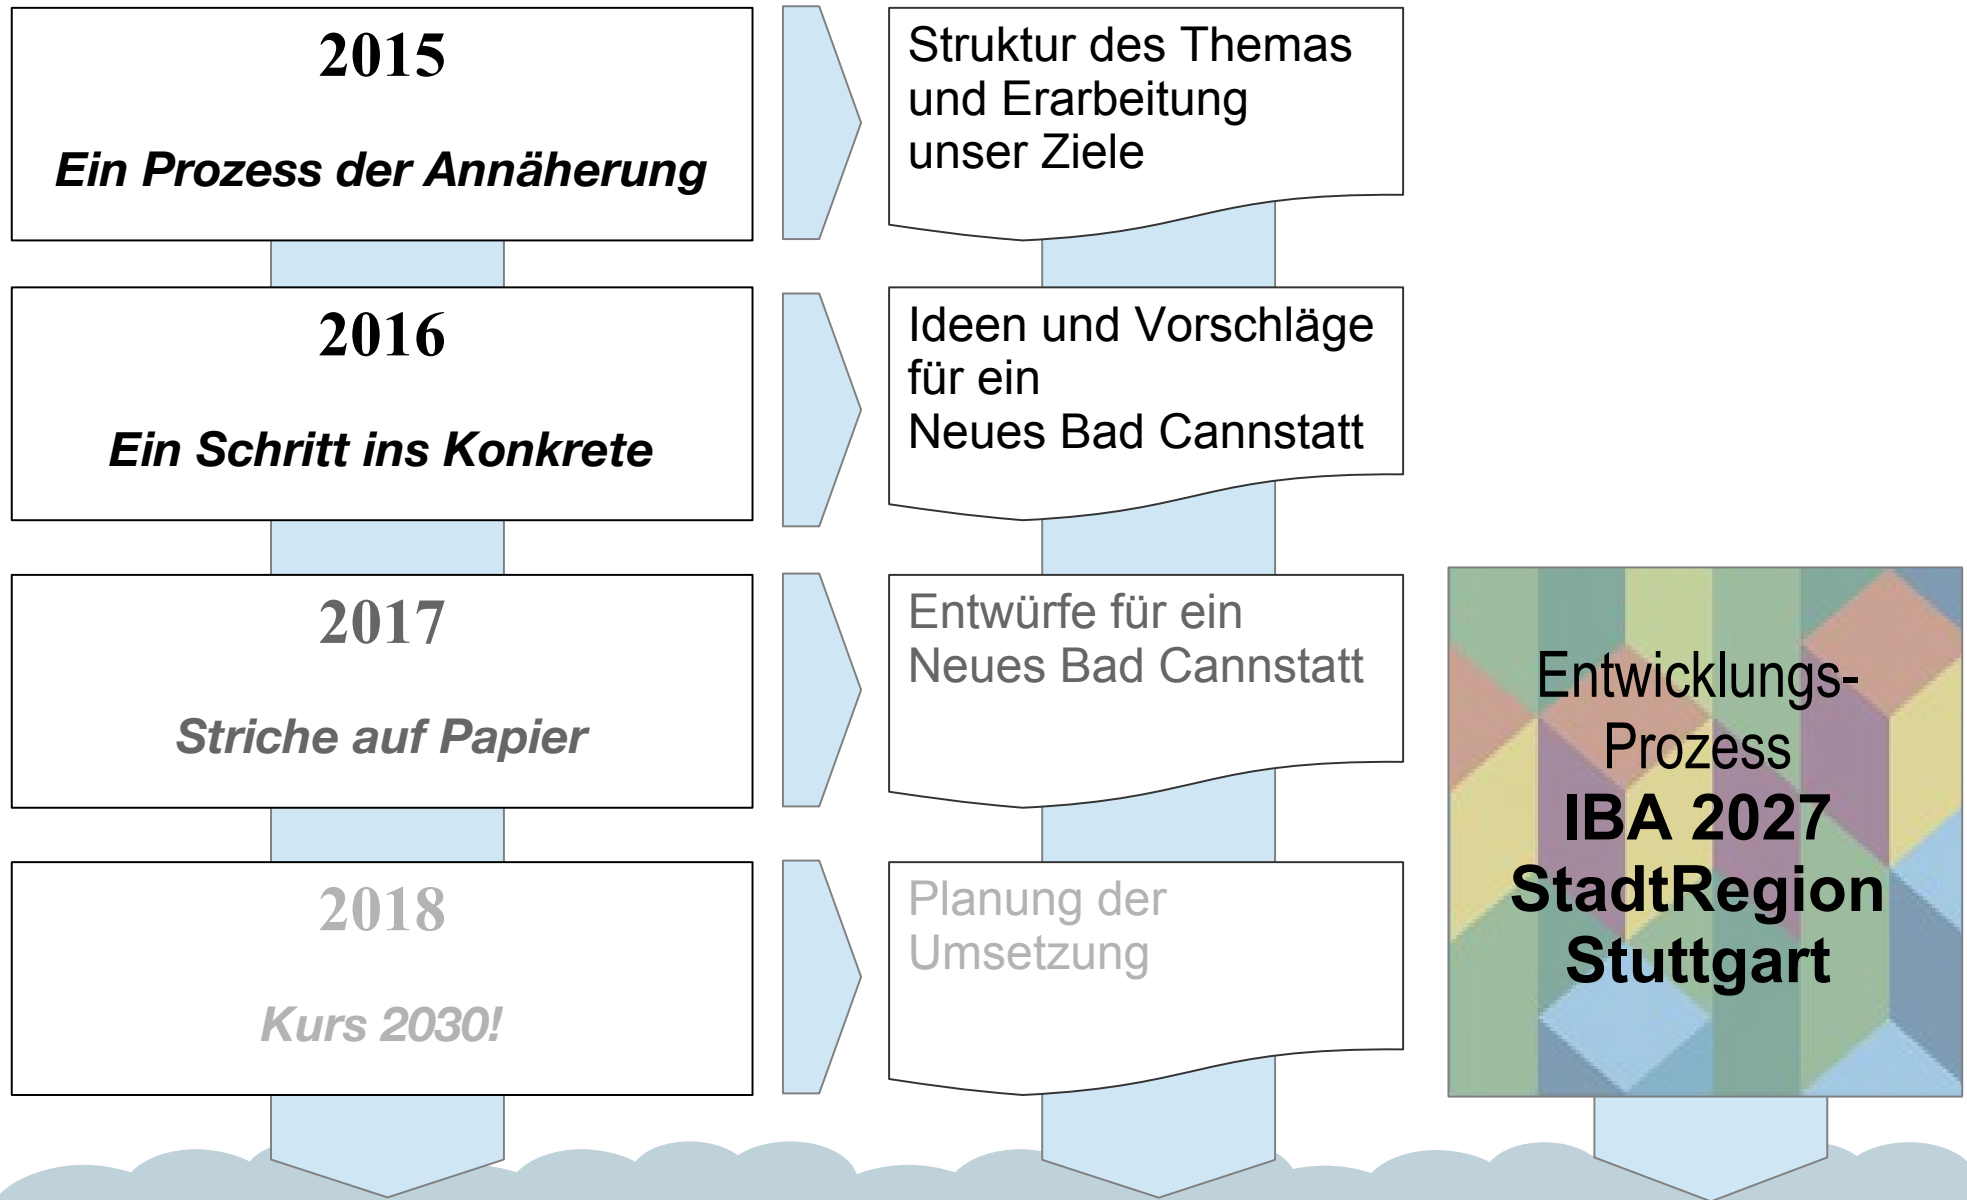 2015
Ein Prozess der Annäherung
Struktur des Themas
und Erarbeitung
unser Ziele
2016
Ein Schritt ins Konkrete
Ideen und Vorschläge
für ein
Neues Bad Cannstatt
2017
Striche auf Papier
Entwürfe für ein
Neues Bad Cannstatt
2018
Kurs 2030!
Planung der
Umsetzung
Entwicklungs-
Prozess
IBA 2027
StadtRegion
Stuttgart